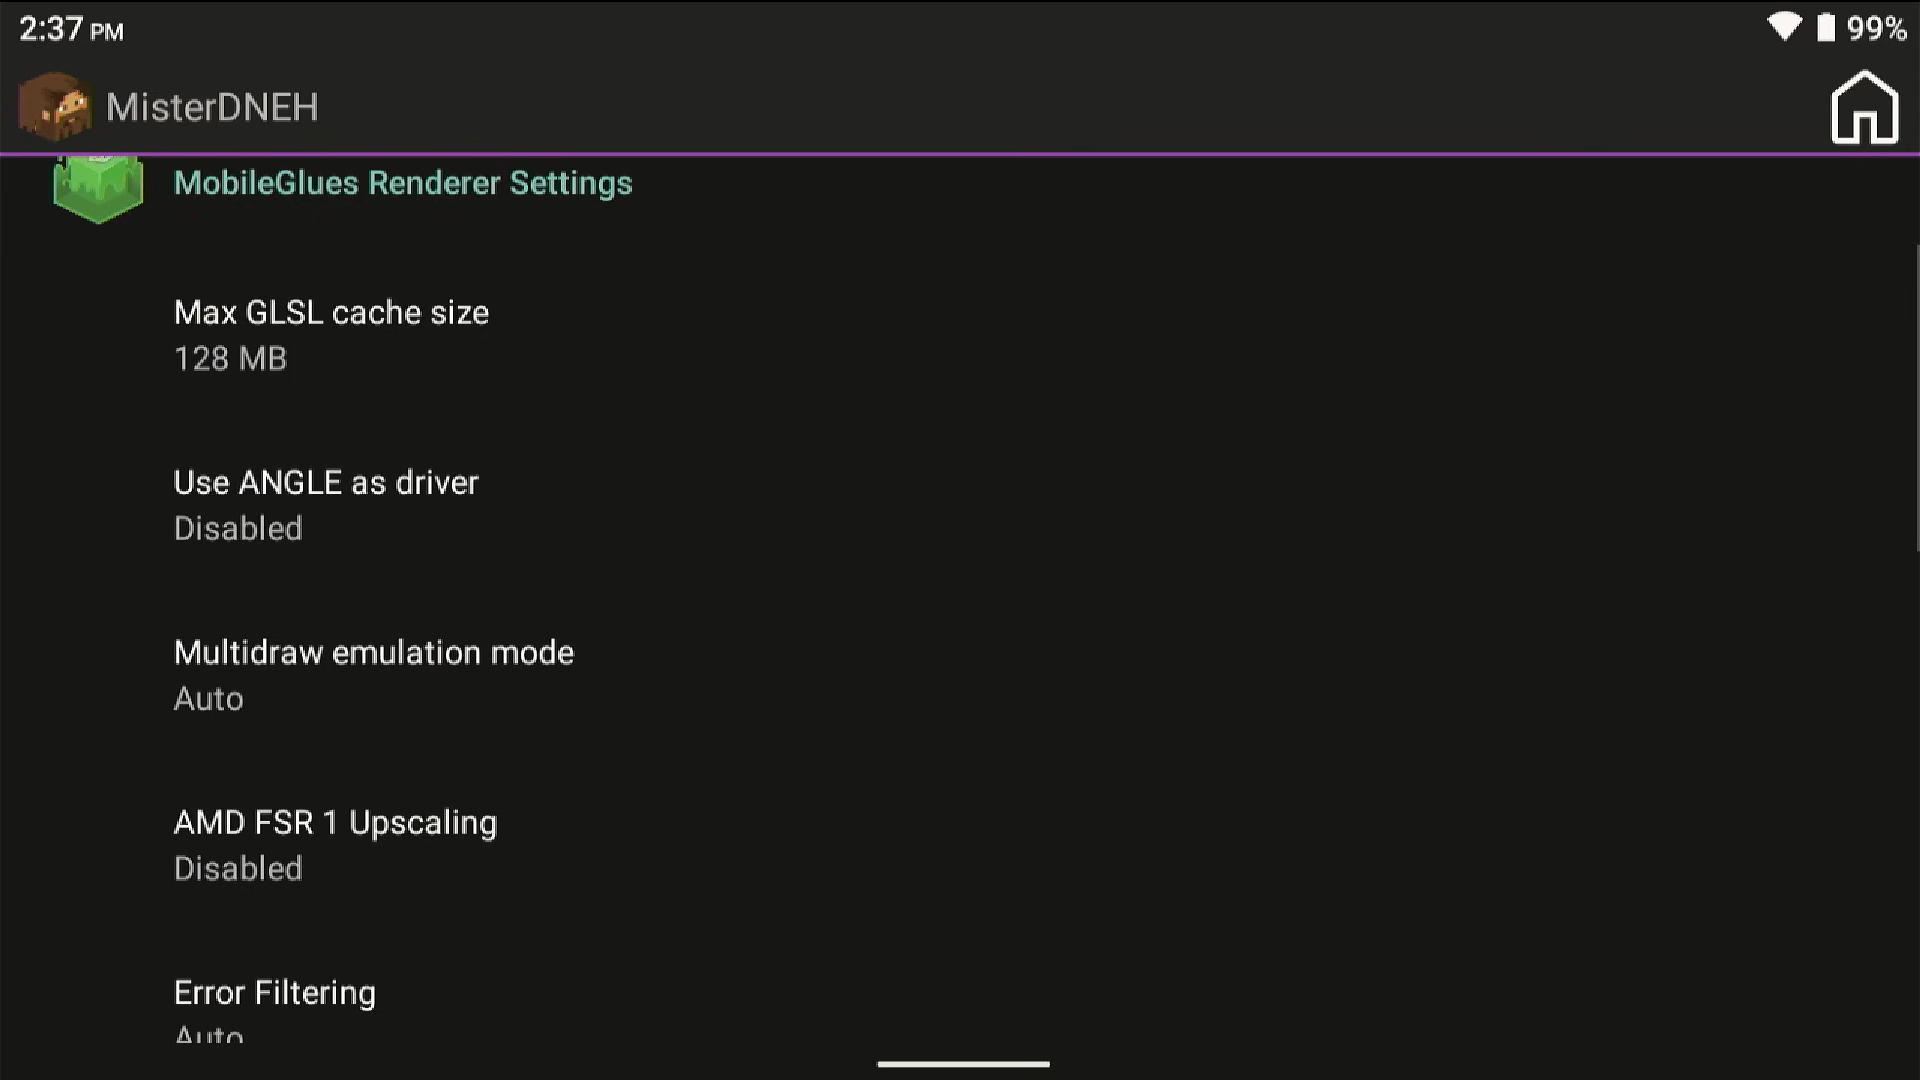 2:37 PM
99%
MisterDNEH
MobileGlues Renderer Settings
Max GLSL cache size
128 MB
Use ANGLE as driver
Disabled
Multidraw emulation mode
Auto
AMD FSR 1 Upscaling
Disabled
Error Filtering
Auto